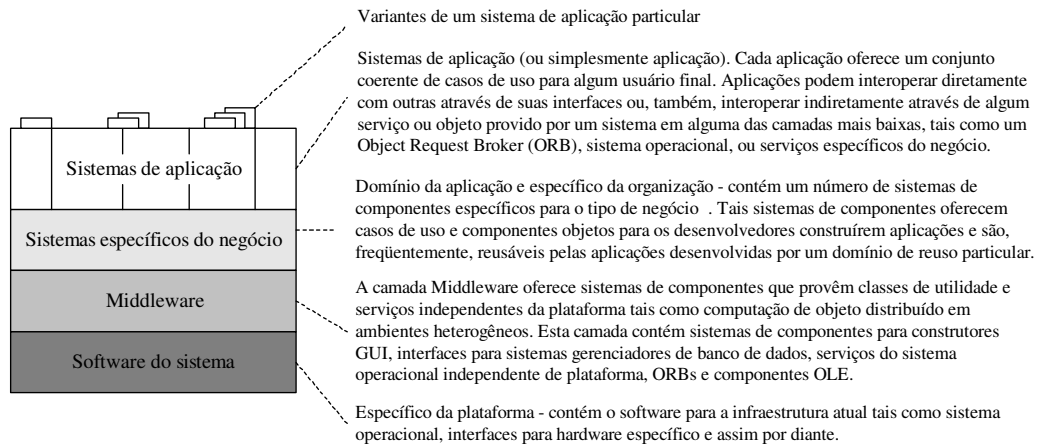 Variantes de um sistema de aplicação particular
Sistemas de aplicação (ou simplesmente aplicação). Cada aplicação oferece um conjunto
coerente de casos de uso para algum usuário final. Aplicações podem interoperar diretamente
com outras através de suas interfaces ou, também, interoperar indiretamente através de algum
serviço ou objeto provido por um sistema em alguma das camadas mais baixas, tais como um
Object Request Broker (ORB), sistema operacional, ou serviços específicos do negócio.
Sistemas de aplicação
Domínio da aplicação e específico da organização - contém um número de sistemas de
componentes específicos para o tipo de negócio . Tais sistemas de componentes oferecem
casos de uso e componentes objetos para os desenvolvedores construírem aplicações e são,
freqüentemente, reusáveis pelas aplicações desenvolvidas por um domínio de reuso particular.
Sistemas específicos do negócio
A camada Middleware oferece sistemas de componentes que provêm classes de utilidade e
serviços independentes da plataforma tais como computação de objeto distribuído em
ambientes heterogêneos. Esta camada contém sistemas de componentes para construtores
GUI, interfaces para sistemas gerenciadores de banco de dados, serviços do sistema
operacional independente de plataforma, ORBs e componentes OLE.
Middleware
Software do sistema
Específico da plataforma - contém o software para a infraestrutura atual tais como sistema
operacional, interfaces para hardware específico e assim por diante.